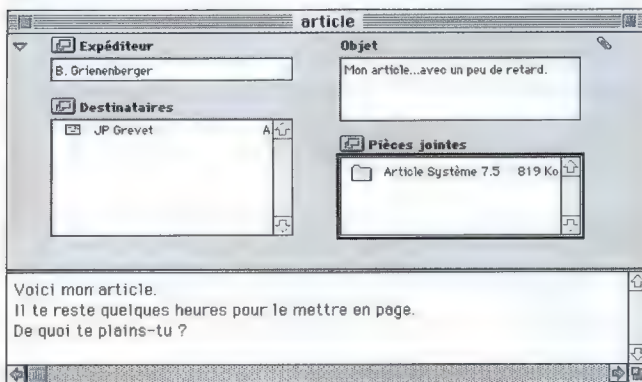 article
Expéditeur
B. Grienenberger
Destinataires
JP Grevet A
Objet
Mon article...avec un peu de retard.
Pièces jointes
Article Système 7.5 819 Ko
Voici mon article.
Il te reste quelques heures pour le mettre en page.
De quoi te plains-tu ?